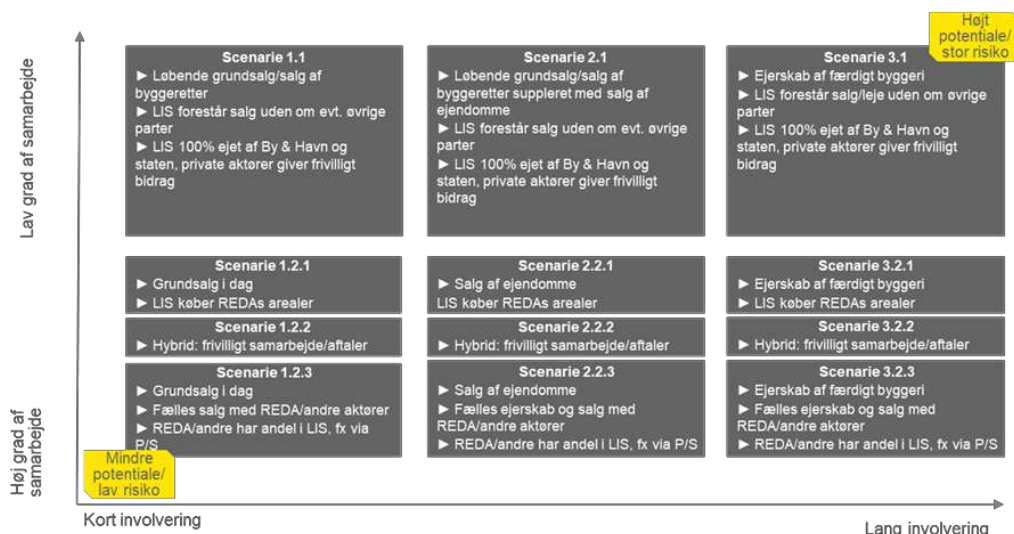 Højt
potentiale/
stor risiko
Lav grad af samarbejde
Scenarie 1.1
► Løbende grundsalg/salg af
byggeretter
► LIS forestår salg uden om evt. øvrige
parter
► LIS 100% ejet af By & Havn og
staten, private aktører giver frivilligt
bidrag
Scenarie 2.1
► Løbende grundsalg/salg af
byggeretter suppleret med salg af
ejendomme
► LIS forestår salg uden om evt. øvrige
parter
► LIS 100% ejet af By & Havn og
staten, private aktører giver frivilligt
bidrag
Scenarie 3.1
► Ejerskab af færdigt byggeri
► LIS forestår salg/leje uden om øvrige
parter
► LIS 100% ejet af By & Havn og
staten, private aktører giver frivilligt
bidrag
Scenarie 1.2.1
► Grundsalg i dag
► LIS køber REDAs arealer
Scenarie 2.2.1
► Salg af ejendomme
LIS køber REDAs arealer
Scenarie 3.2.1
► Ejerskab af færdigt byggeri
► LIS køber REDAs arealer
Scenarie 1.2.2
► Hybrid: frivilligt samarbejde/aftaler
Scenarie 2.2.2
► Hybrid: frivilligt samarbejde/aftaler
Scenarie 3.2.2
► Hybrid: frivilligt samarbejde/aftaler
Høj grad af
samarbejde
Scenarie 1.2.3
► Grundsalg i dag
► Fælles salg med REDA/andre aktører
► REDA/andre har andel i LIS, fx via
P/S
Scenarie 2.2.3
► Salg af ejendomme
► Fælles ejerskab og salg med
REDA/andre aktører
► REDA/andre har andel i LIS, fx via P/S
Scenarie 3.2.3
► Ejerskab af færdigt byggeri
► Fælles ejerskab og salg med
REDA/andre aktører
► REDA/andre har andel i LIS, fx via P/S
Mindre
potentiale/
lav risiko
Kort involvering
Lang involvering